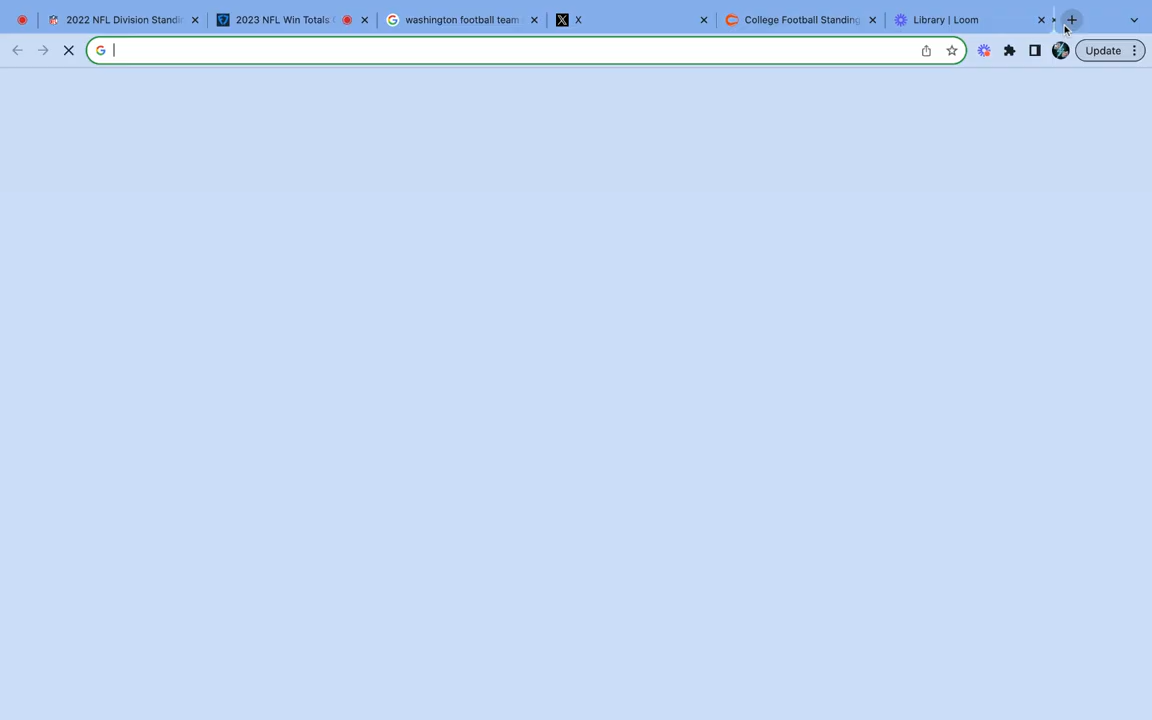 2022 NFL Division Standi
2023 NFL Win Totals
washington football team
X
College Football Standing
Library | Loom
Update